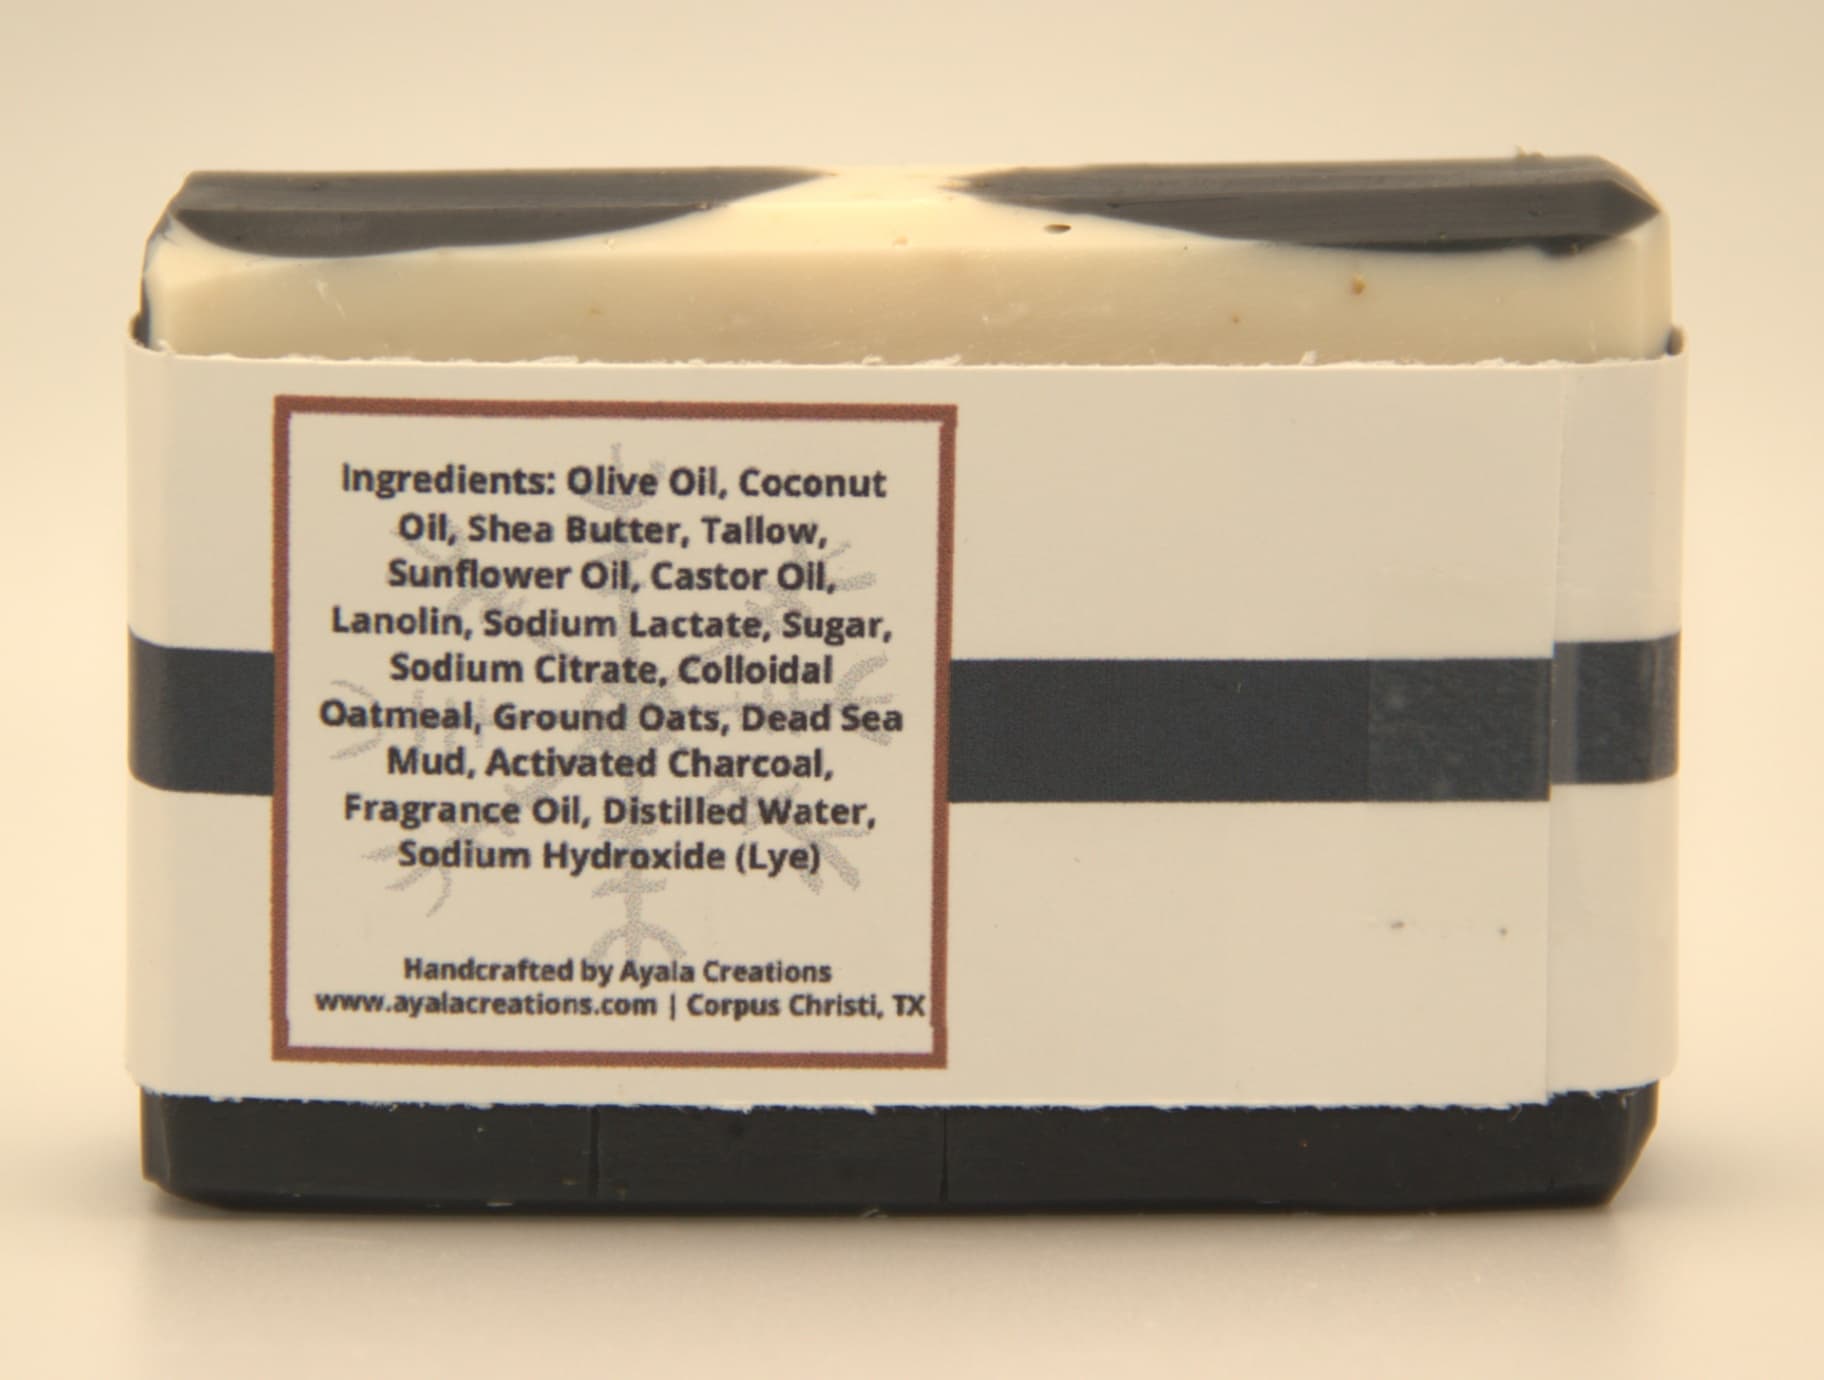 Ingredients: Olive Oil, Coconut
Oil, Shea Butter, Tallow,
Sunflower Oil, Castor Oil,
Lanolin, Sodium Lactate, Sugar,
Sodium Citrate, Colloidal
Oatmeal, Ground Oats, Dead Sea
Mud, Activated Charcoal,
Fragrance Oil, Distilled Water,
Sodium Hydroxide (Lye)
Handcrafted by Ayala Creations
www.ayalacreations.com | Corpus Christi, TX